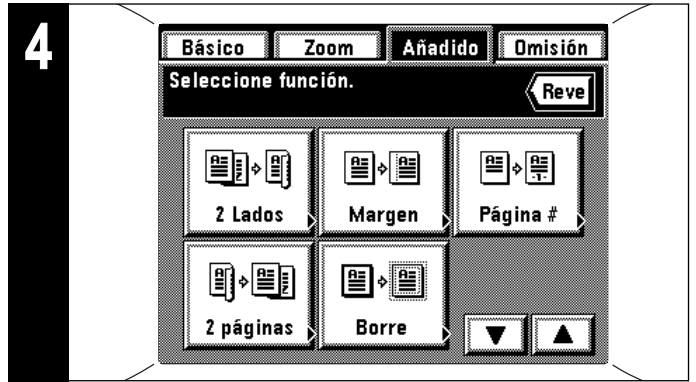 4
Básico Zoom Añadido Omisión
Seleccione función.
Reve
2 Lados Margen Página #
2 páginas Borre